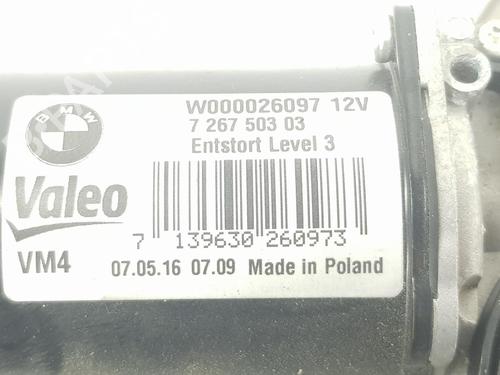 BMW
W000026097 12V
7 267 503 03
Entstort Level 3
Valeo
7 139630 260973
VM4
07.05.16 07.09 Made in Poland